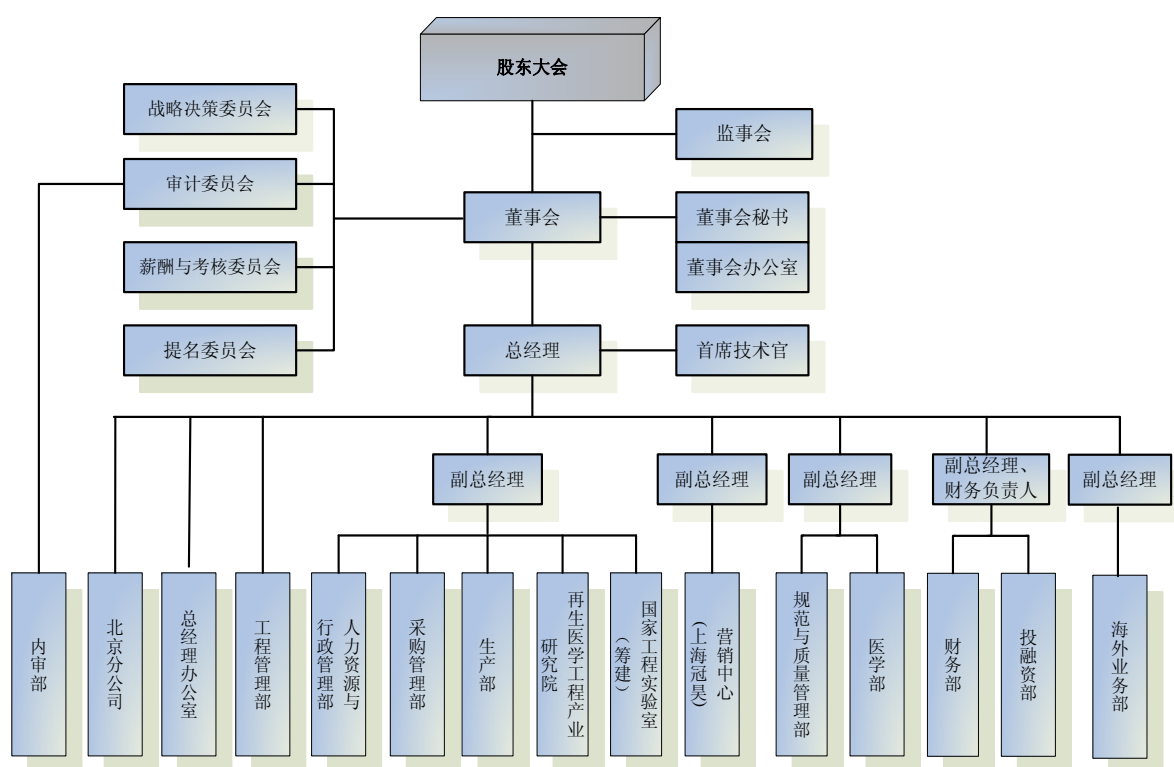 股东大会
战略决策委员会
监事会
审计委员会
董事会
董事会秘书
薪酬与考核委员会
董事会办公室
提名委员会
总经理
首席技术官
副总经理
副总经理
副总经理
副总经理、
财务负责人
副总经理
内审部
北京分公司
总经理办公室
工程管理部
人力资源与
行政管理部
采购管理部
生产部
再生医学工程产业
研究院
国家工程实验室
（筹建）
营销中心
(上海冠昊)
规范与质量管理部
医学部
财务部
投融资部
海外业务部